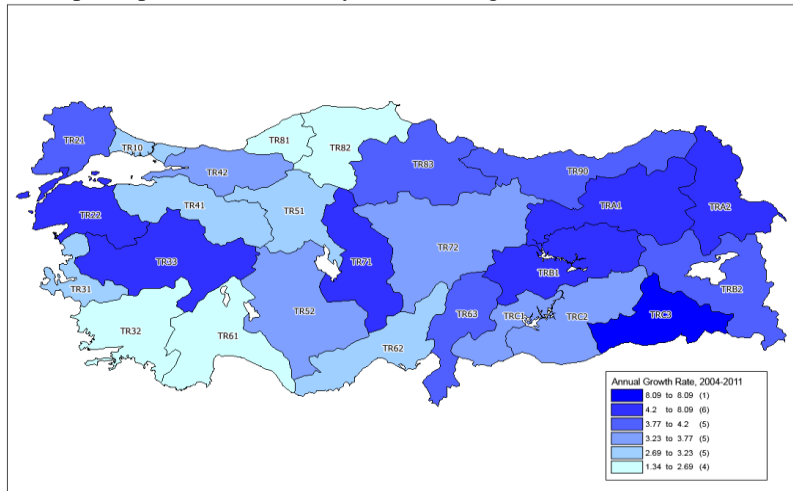 TR21
TR10
TR81
TR82
TR42
TR83
TR90
TR22
TR41
TR51
TRA1
TRA2
TR33
TR71
TR72
TRB1
TR31
TRB2
TR52
TR63
TRC1
TRC2
TRC3
TR32
TR61
TR62
Annual Growth Rate, 2004-2011
8.09 to 8.09 (1)
4.2 to 8.09 (6)
3.77 to 4.2 (5)
3.23 to 3.77 (5)
2.69 to 3.23 (5)
1.34 to 2.69 (4)